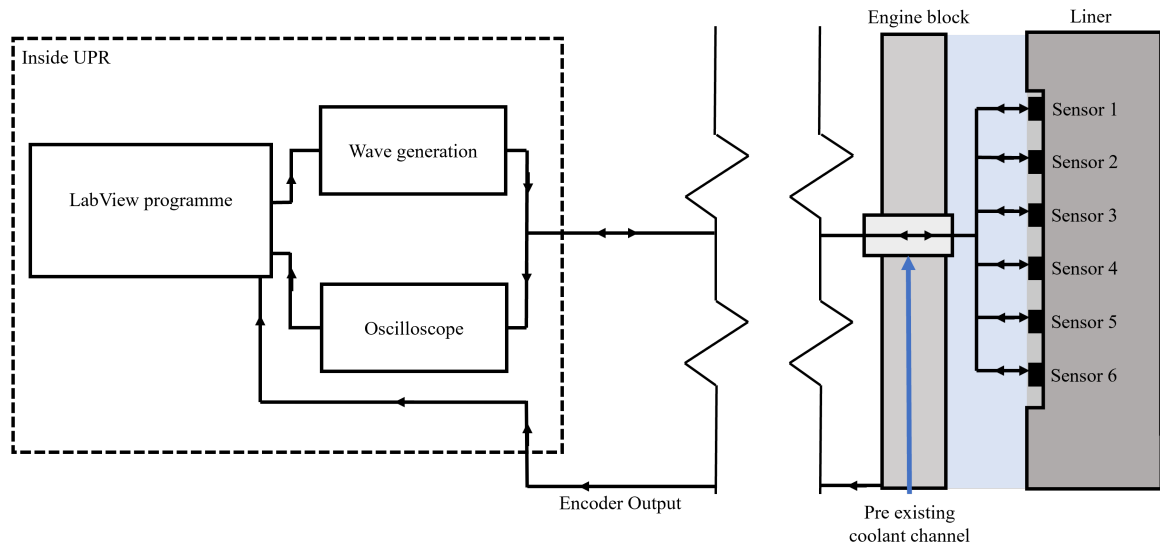 Engine block
Liner
Inside UPR
Wave generation
LabView programme
Oscilloscope
Sensor 1
Sensor 2
Sensor 3
Sensor 4
Sensor 5
Sensor 6
Encoder Output
Pre existing
coolant channel